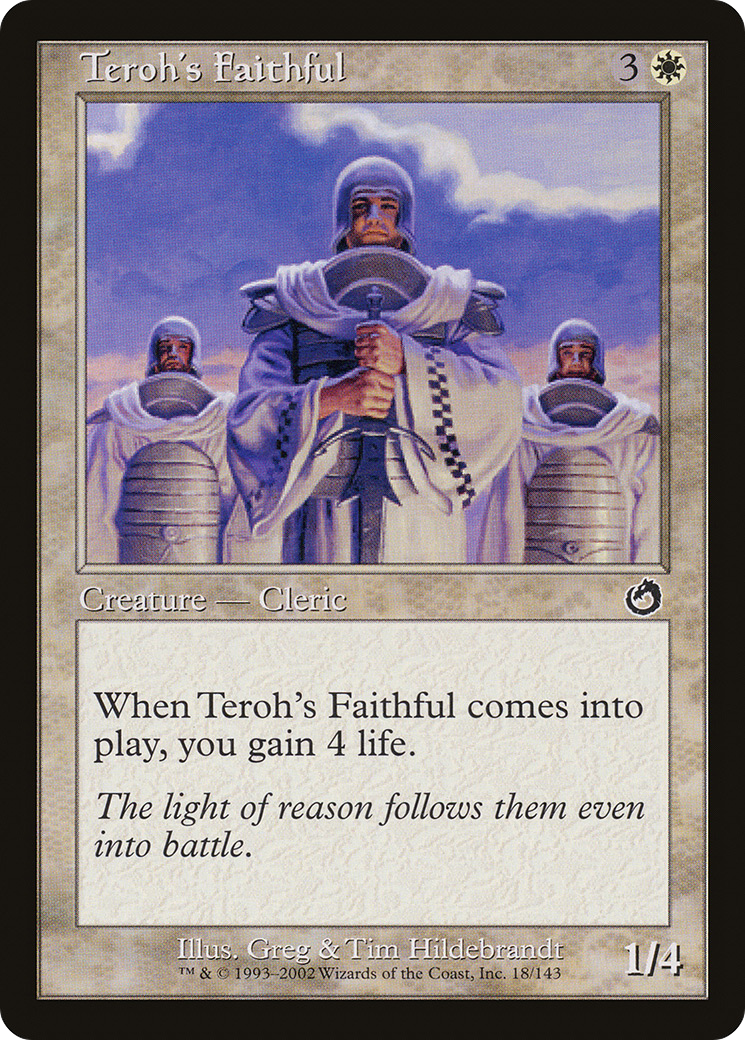 Teroh's Faithful 3
Creature — Cleric
When Teroh's Faithful comes into
play, you gain 4 life.
The light of reason follows them even
into battle.
Illus. Greg & Tim Hildebrandt
™ & © 1993–2002 Wizards of the Coast, Inc. 18/143
1/4